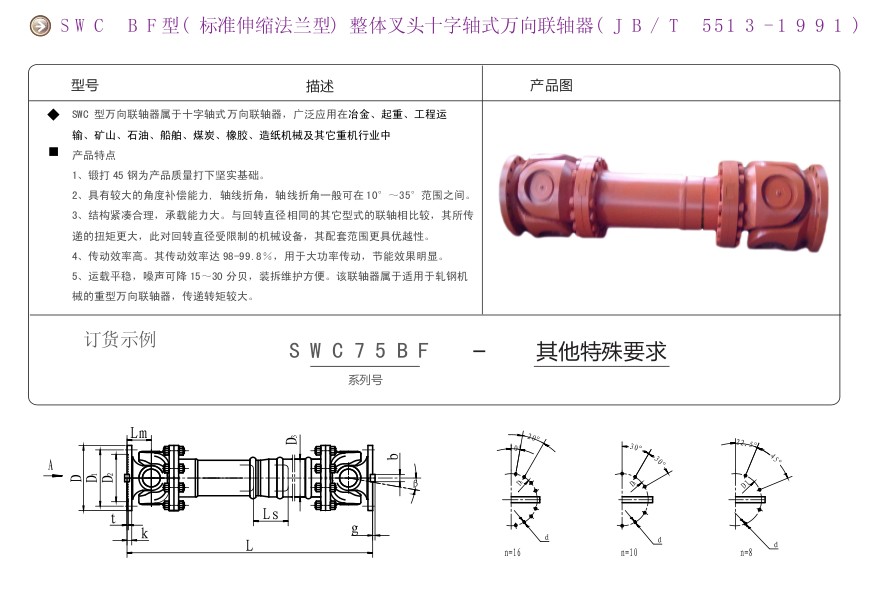 SWC BF型(标准伸缩法兰型)整体叉头十字轴式万向联轴器(JB/T 5513-1991)
型号 描述 产品图
SWC 型万向联轴器属于十字轴式万向联轴器，广泛应用在冶金、起重、工程运
输、矿山、石油、船舶、煤炭、橡胶、造纸机械及其它重机行业中
产品特点
1、锻打 45 钢为产品质量打下坚实基础。
2、具有较大的角度补偿能力, 轴线折角，轴线折角一般可在10°～35°范围之间。
3、结构紧凑合理，承载能力大。与回转直径相同的其它型式的联轴相比较，其所传
递的扭矩更大，此对回转直径受限制的机械设备，其配套范围更具优越性。
4、传动效率高。其传动效率达 98-99.8%，用于大功率传动，节能效果明显。
5、运载平稳，噪声可降 15～30 分贝，装拆维护方便。该联轴器属于适用于轧钢机
械的重型万向联轴器，传递转矩较大。
订货示例
SWC75BF - 其他特殊要求
系列号
Lm
D3
b
A
D
D1
D2
β
t
k
Ls
g
L
20°
D1
d
n=16
30°
30°
D1
d
n=10
22.5°
45°
D1
d
n=8